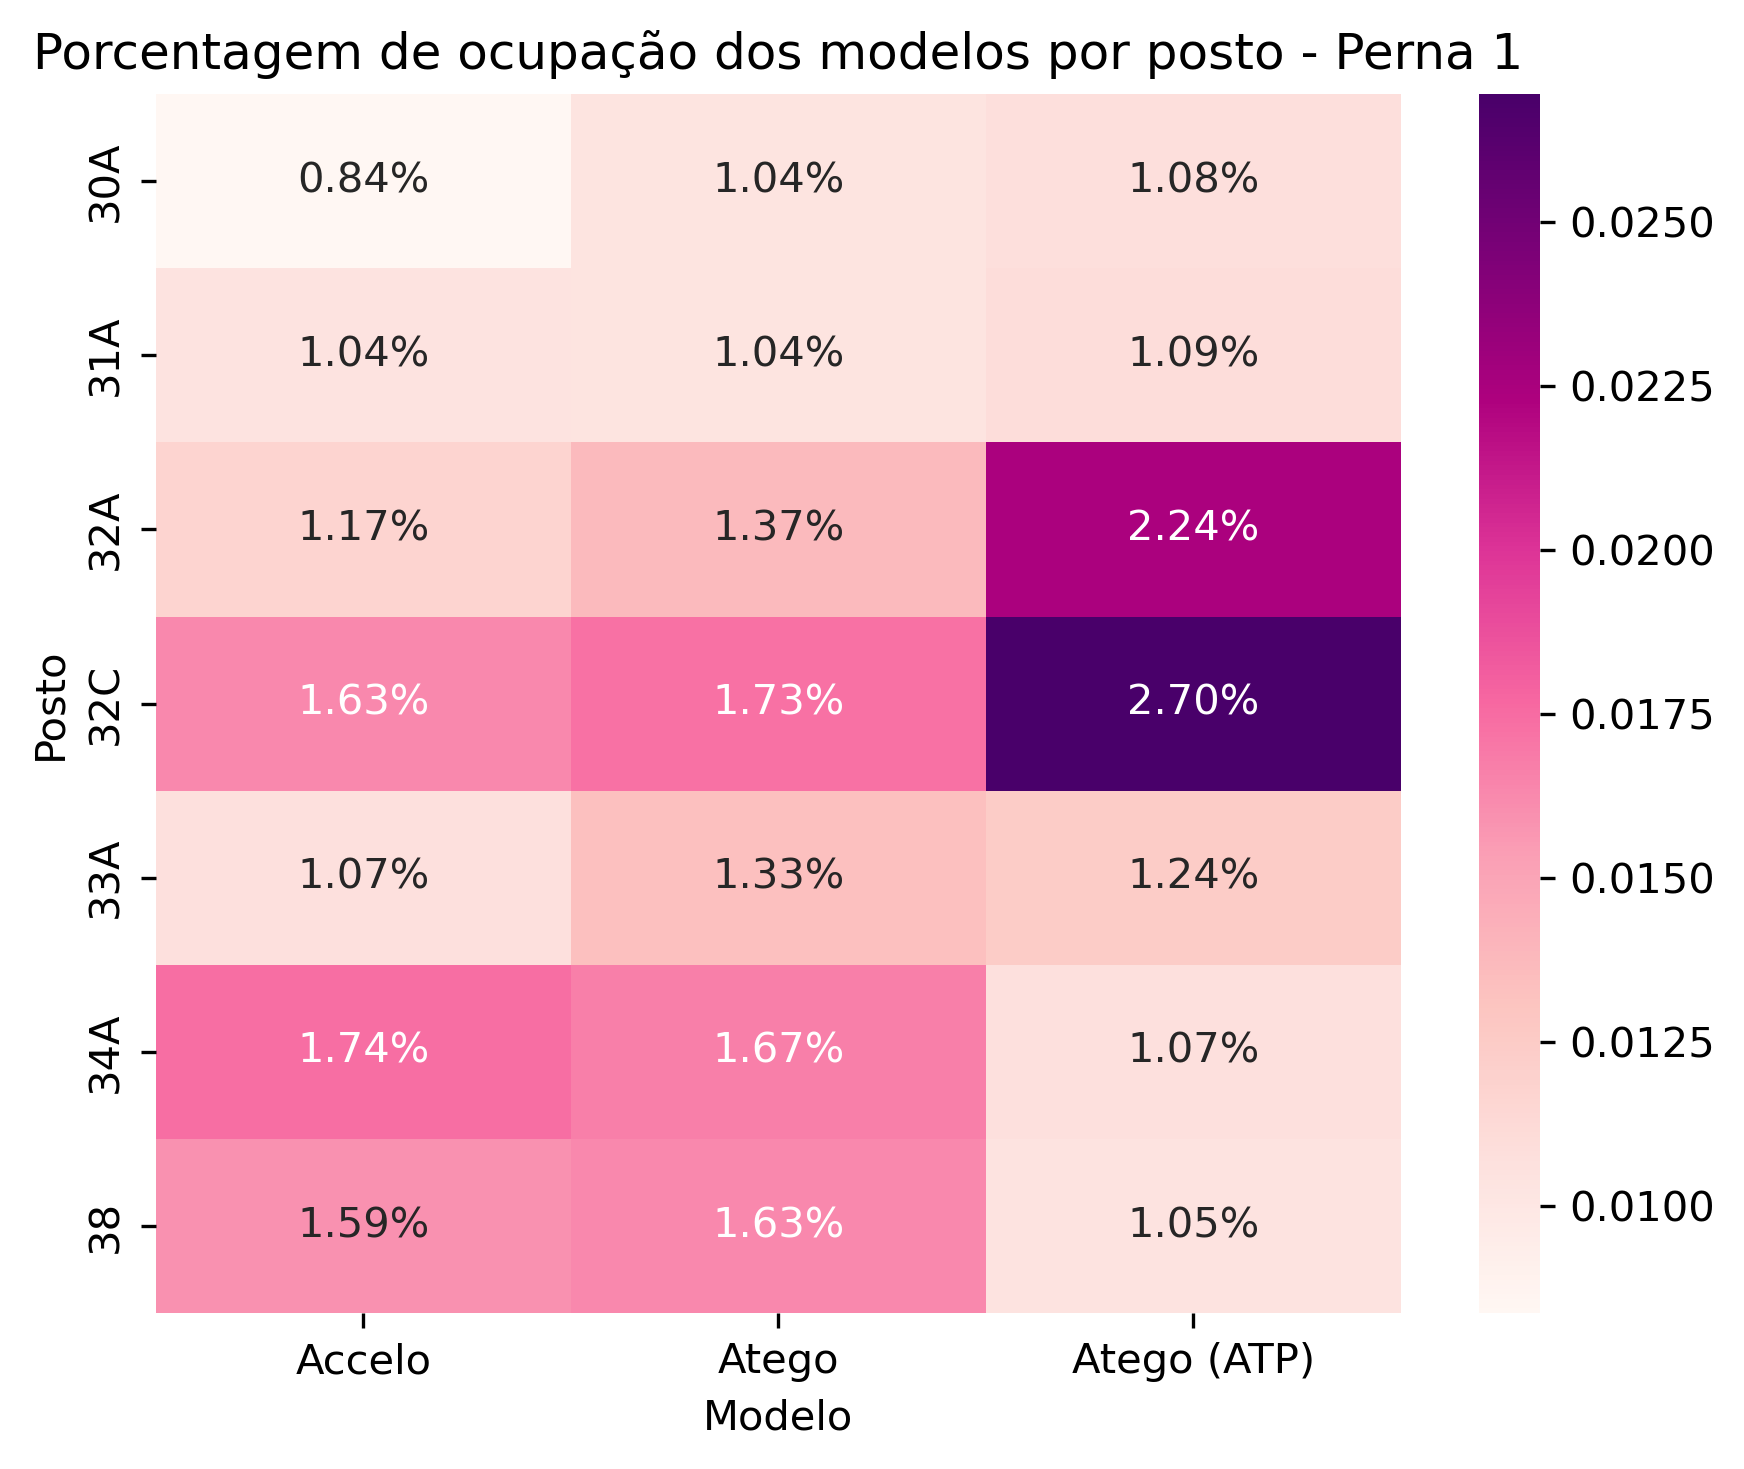 Porcentagem de ocupação dos modelos por posto - Perna 1
30A 0.84% 1.04% 1.08%
31A 1.04% 1.04% 1.09%
32A 1.17% 1.37% 2.24%
32C 1.63% 1.73% 2.70%
33A 1.07% 1.33% 1.24%
34A 1.74% 1.67% 1.07%
38 1.59% 1.63% 1.05%
Posto
Accelo Atego Atego (ATP)
Modelo
0.0250
0.0225
0.0200
0.0175
0.0150
0.0125
0.0100